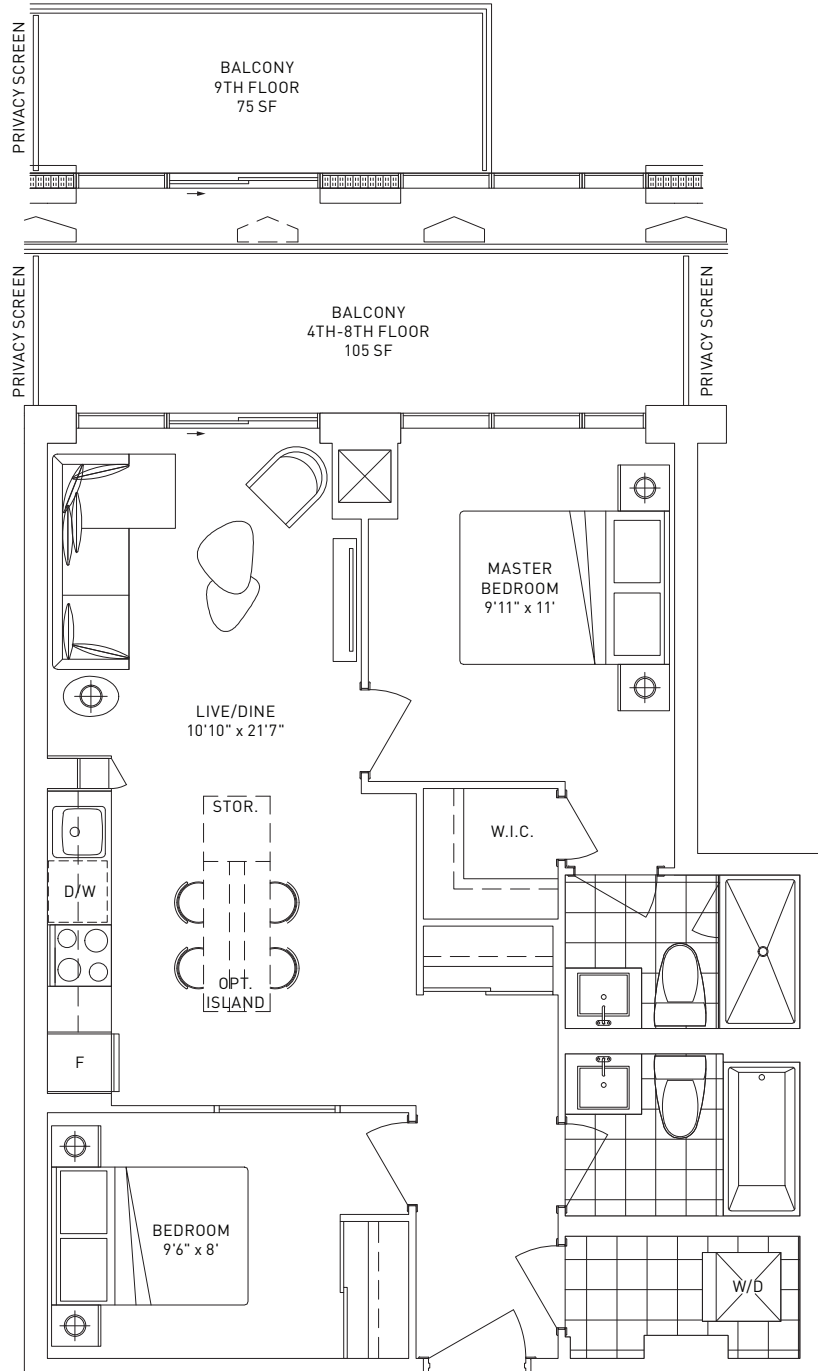 PRIVACY SCREEN
BALCONY
9TH FLOOR
75 SF
PRIVACY SCREEN
BALCONY
4TH-8TH FLOOR
105 SF
PRIVACY SCREEN
MASTER
BEDROOM
9'11" x 11'
LIVE/DINE
10'10" x 21'7"
STOR.
W.I.C.
D/W
OPT.
ISLAND
F
BEDROOM
9'6" x 8'
W/D